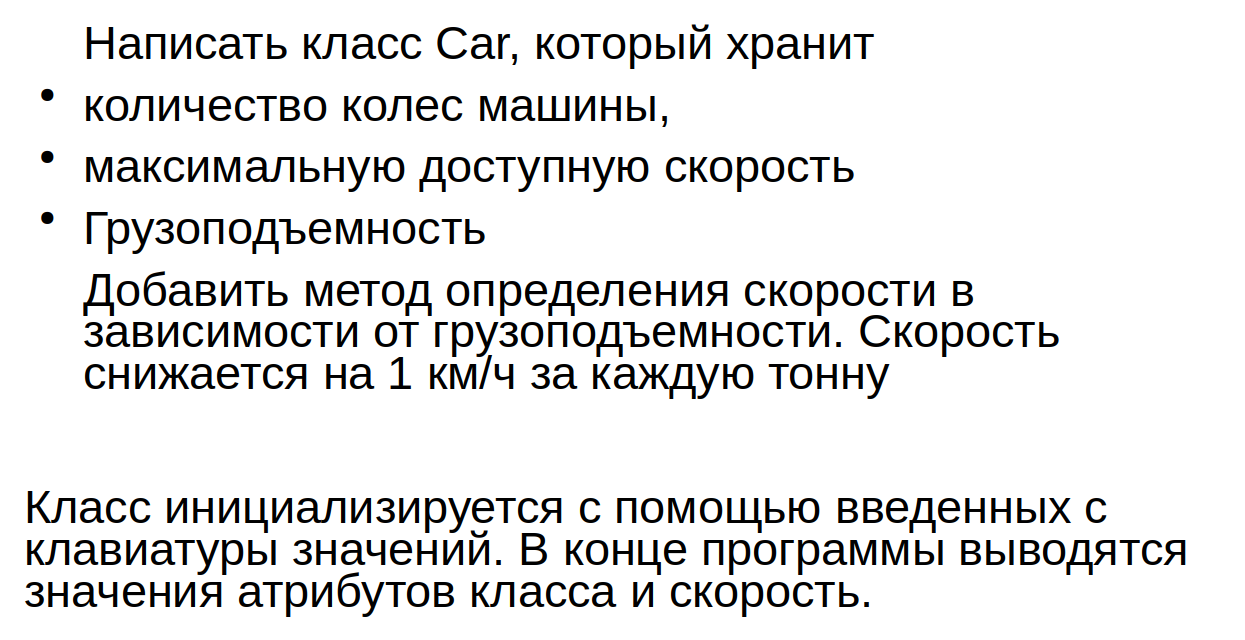 Написать класс Car, который хранит
• количество колес машины,
• максимальную доступную скорость
• Грузоподъемность
Добавить метод определения скорости в
зависимости от грузоподъемности. Скорость
снижается на 1 км/ч за каждую тонну
Класс инициализируется с помощью введенных с
клавиатуры значений. В конце программы выводятся
значения атрибутов класса и скорость.